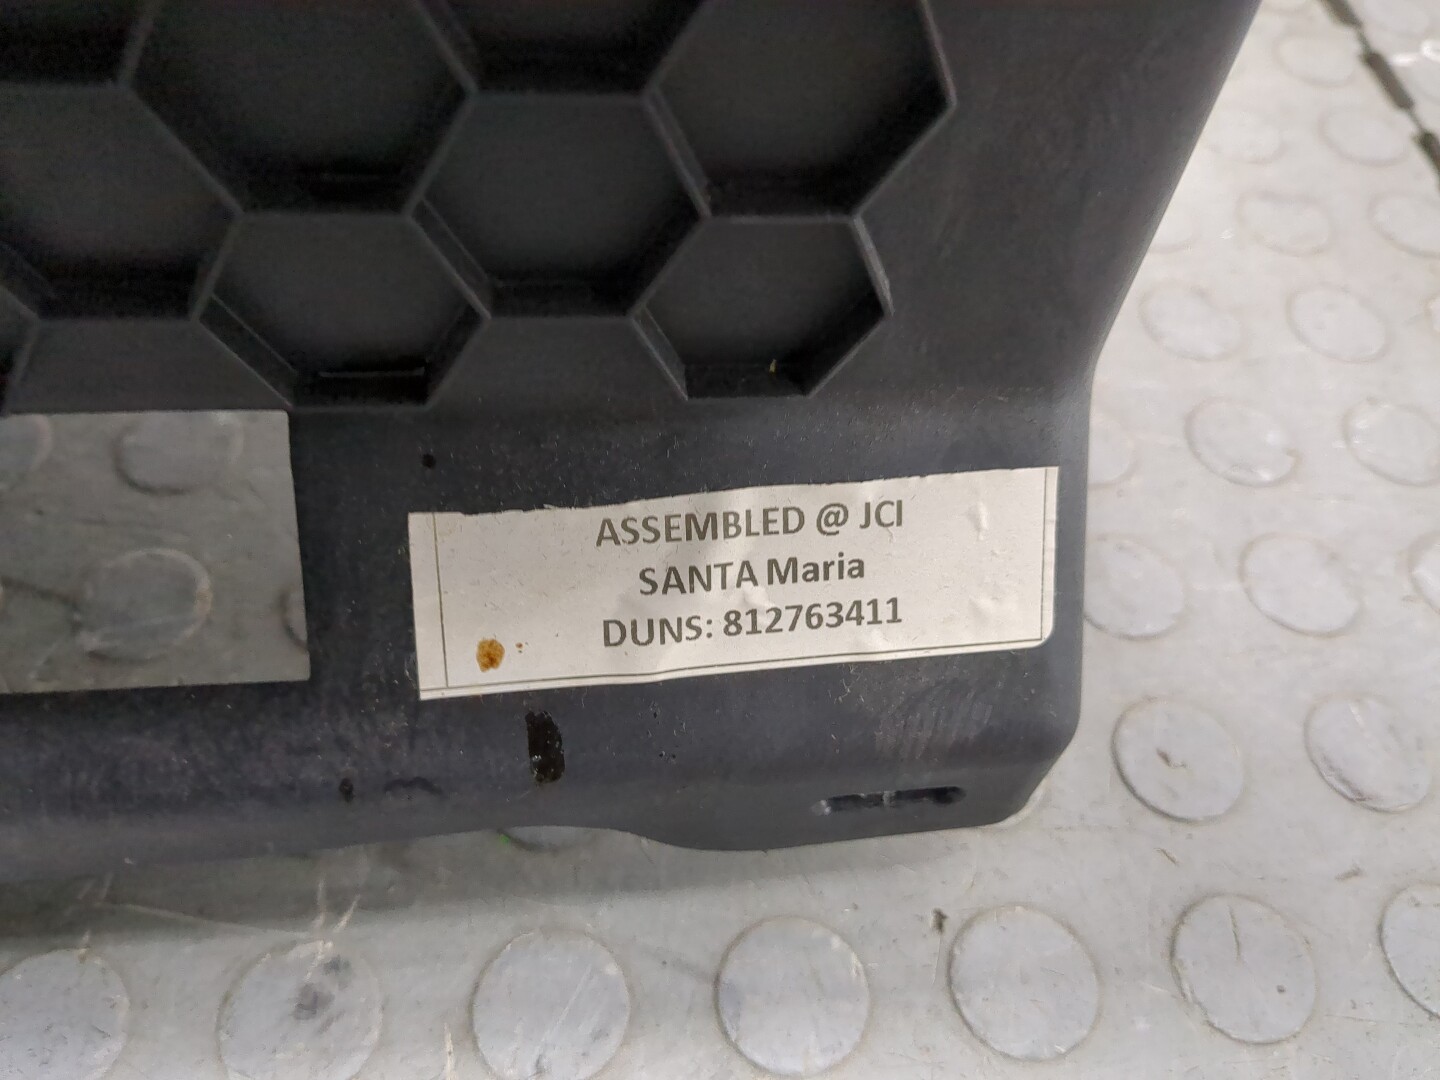 ASSEMBLED @ JCI
SANTA Maria
DUNS: 812763411